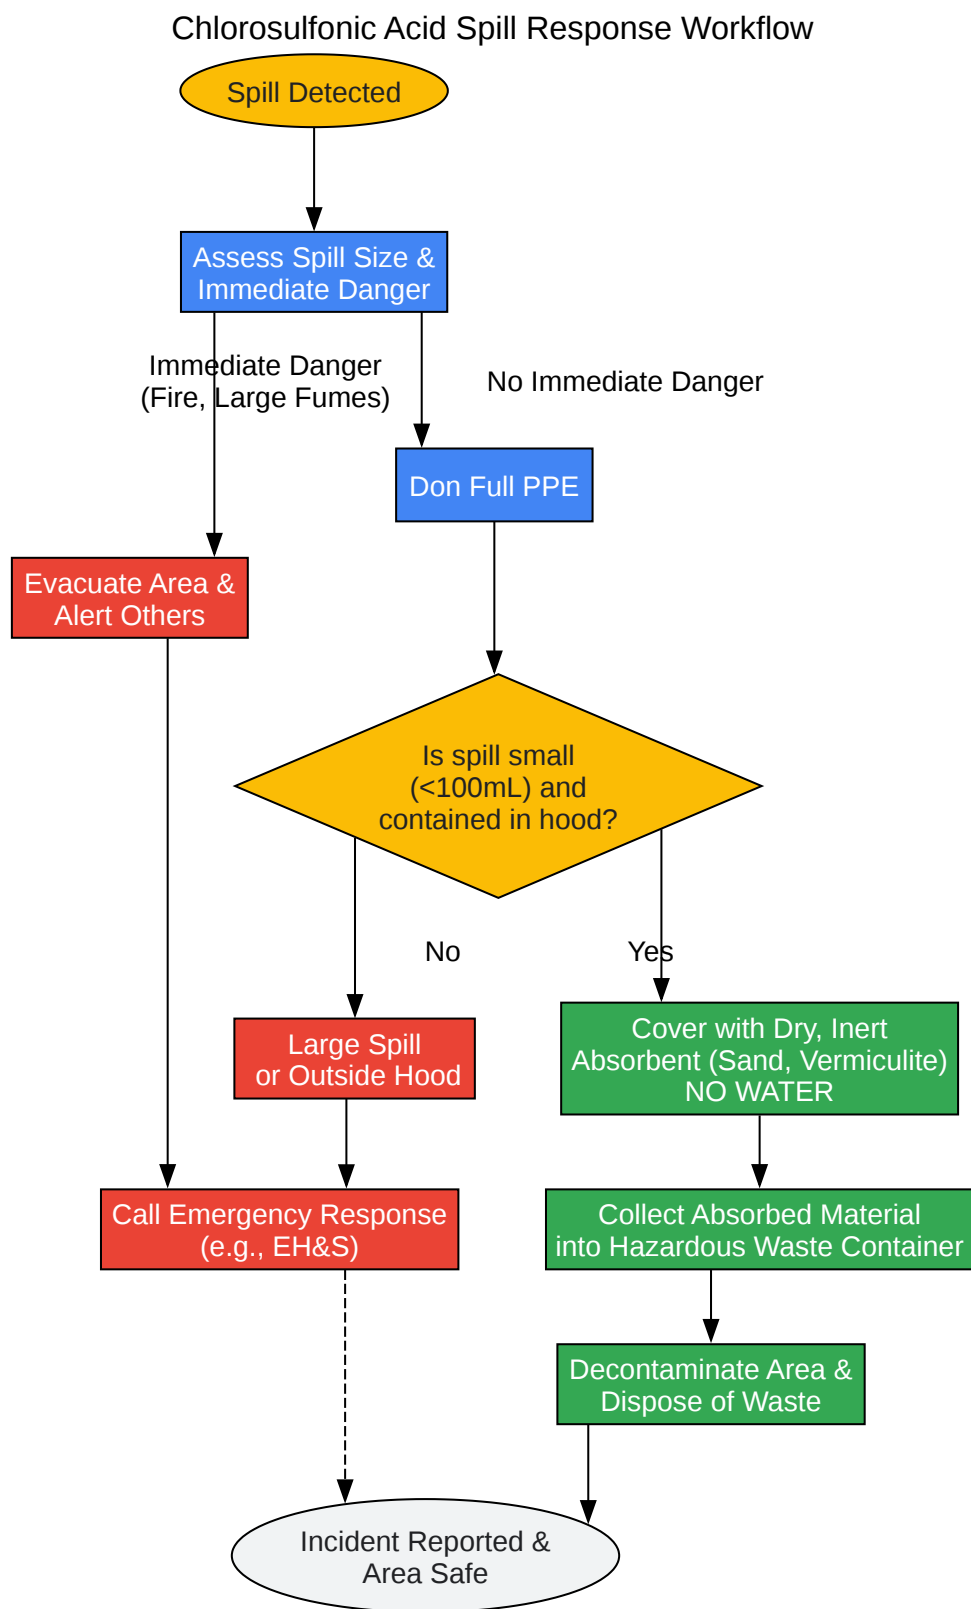 Chlorosulfonic Acid Spill Response Workflow
Spill Detected
Assess Spill Size &
Immediate Danger
Immediate Danger
(Fire, Large Fumes)
No Immediate Danger
Don Full PPE
Evacuate Area &
Alert Others
Is spill small
(<100mL) and
contained in hood?
No
Yes
Large Spill
or Outside Hood
Cover with Dry, Inert
Absorbent (Sand, Vermiculite)
NO WATER
Call Emergency Response
(e.g., EH&S)
Collect Absorbed Material
into Hazardous Waste Container
Decontaminate Area &
Dispose of Waste
Incident Reported &
Area Safe